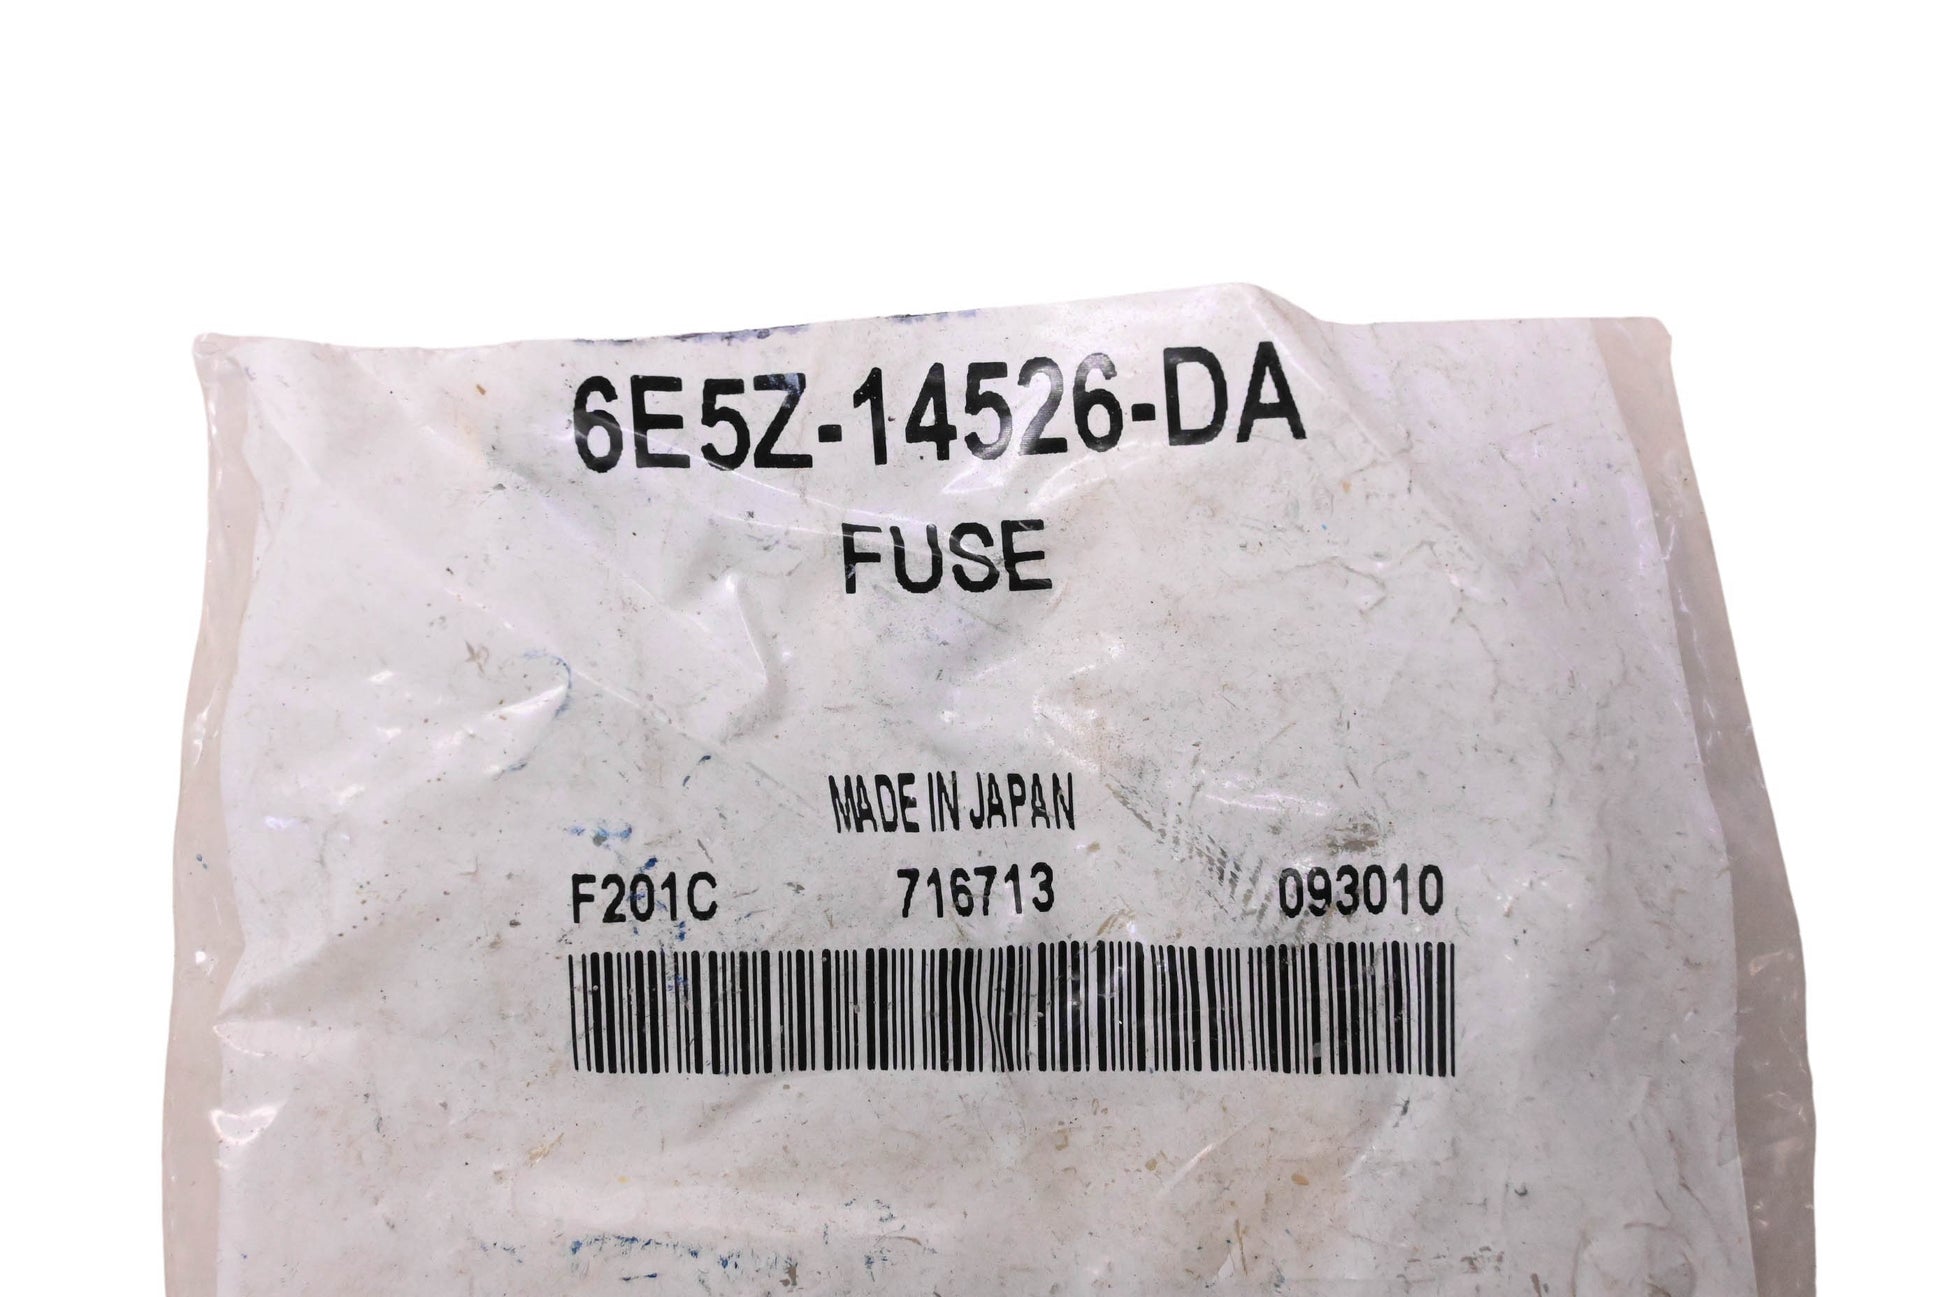 6E5Z-14526-DA
FUSE
MADE IN JAPAN
F201C 716713 093010